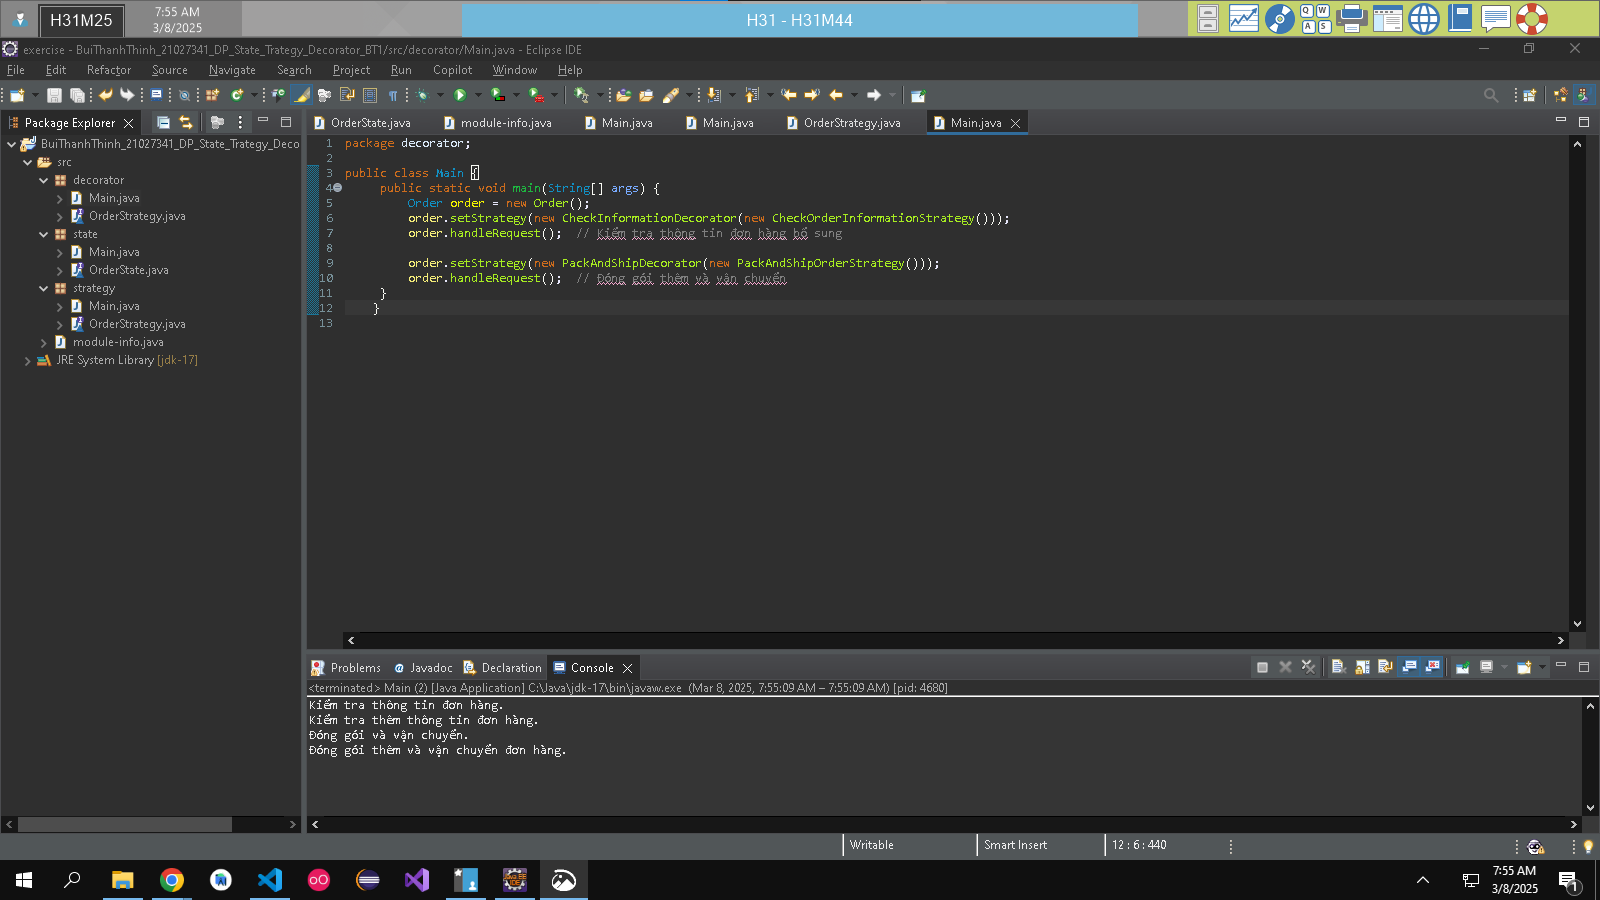 H31M25
7:55 AM
3/8/2025
H31 - H31M44
Q W
A S
exercise - BuiThanhThinh_21027341_DP_State_Trategy_Decorator_BT1/src/decorator/Main.java - Eclipse IDE
File Edit Refactor Source Navigate Search Project Run Copilot Window Help
Package Explorer
OrderState.java module-info.java Main.java Main.java OrderStrategy.java Main.java
BuiThanhThinh_21027341_DP_State_Trategy_Deco
src
decorator
Main.java
OrderStrategy.java
state
Main.java
OrderState.java
strategy
Main.java
OrderStrategy.java
module-info.java
JRE System Library [jdk-17]
1 package decorator;
2
3 public class Main {
4 public static void main(String[] args) {
5 Order order = new Order();
6 order.setStrategy(new CheckInformationDecorator(new CheckOrderInformationStrategy()));
7 order.handleRequest(); // Kiểm tra thông tin đơn hàng bổ sung
8
9 order.setStrategy(new PackAndShipDecorator(new PackAndShipOrderStrategy()));
10 order.handleRequest(); // Đóng gói thêm và vận chuyển
11 }
12 }
13
Problems Javadoc Declaration Console
<terminated> Main (2) [Java Application] C:\Java\jdk-17\bin\javaw.exe (Mar 8, 2025, 7:55:09 AM – 7:55:09 AM) [pid: 4680]
Kiểm tra thông tin đơn hàng.
Kiểm tra thêm thông tin đơn hàng.
Đóng gói và vận chuyển.
Đóng gói thêm và vận chuyển đơn hàng.
Writable Smart Insert 12 : 6 : 440
7:55 AM
3/8/2025
1